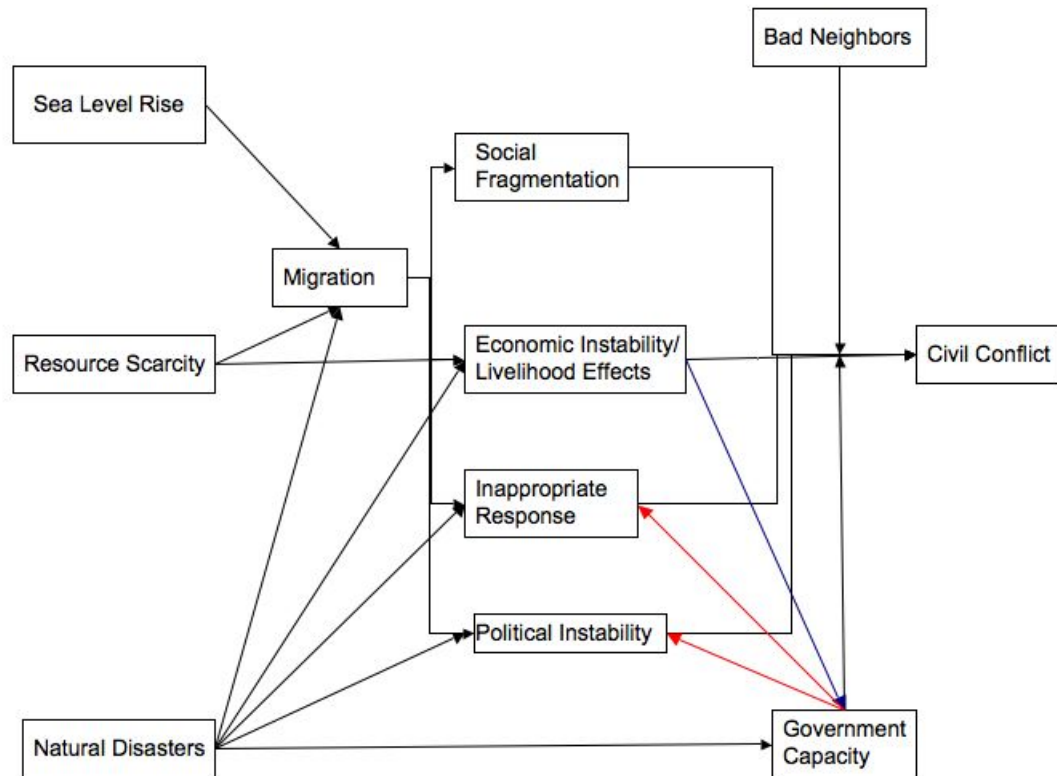 Bad Neighbors
Sea Level Rise
Social
Fragmentation
Migration
Resource Scarcity
Economic Instability/
Livelihood Effects
Civil Conflict
Inappropriate
Response
Political Instability
Natural Disasters
Government
Capacity